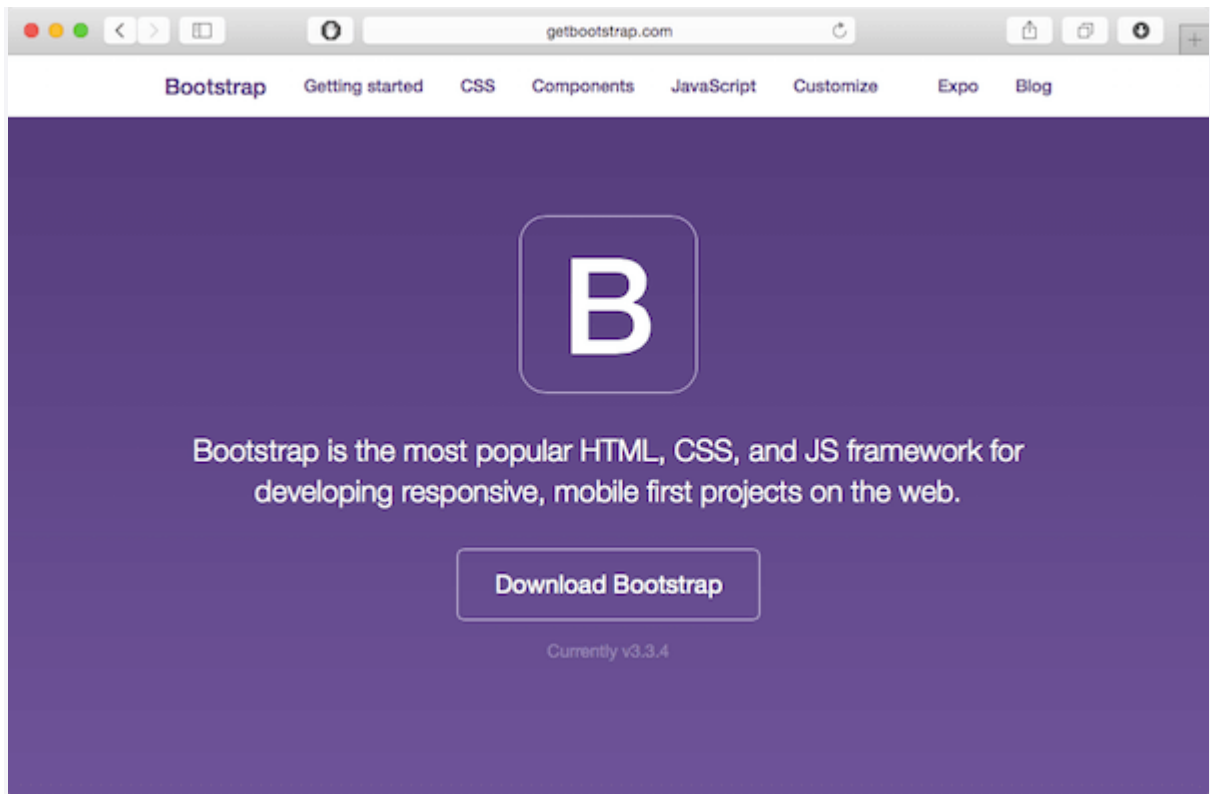 getbootstrap.com
Bootstrap Getting started CSS Components JavaScript Customize Expo Blog
B
Bootstrap is the most popular HTML, CSS, and JS framework for
developing responsive, mobile first projects on the web.
Download Bootstrap
Currently v3.3.4